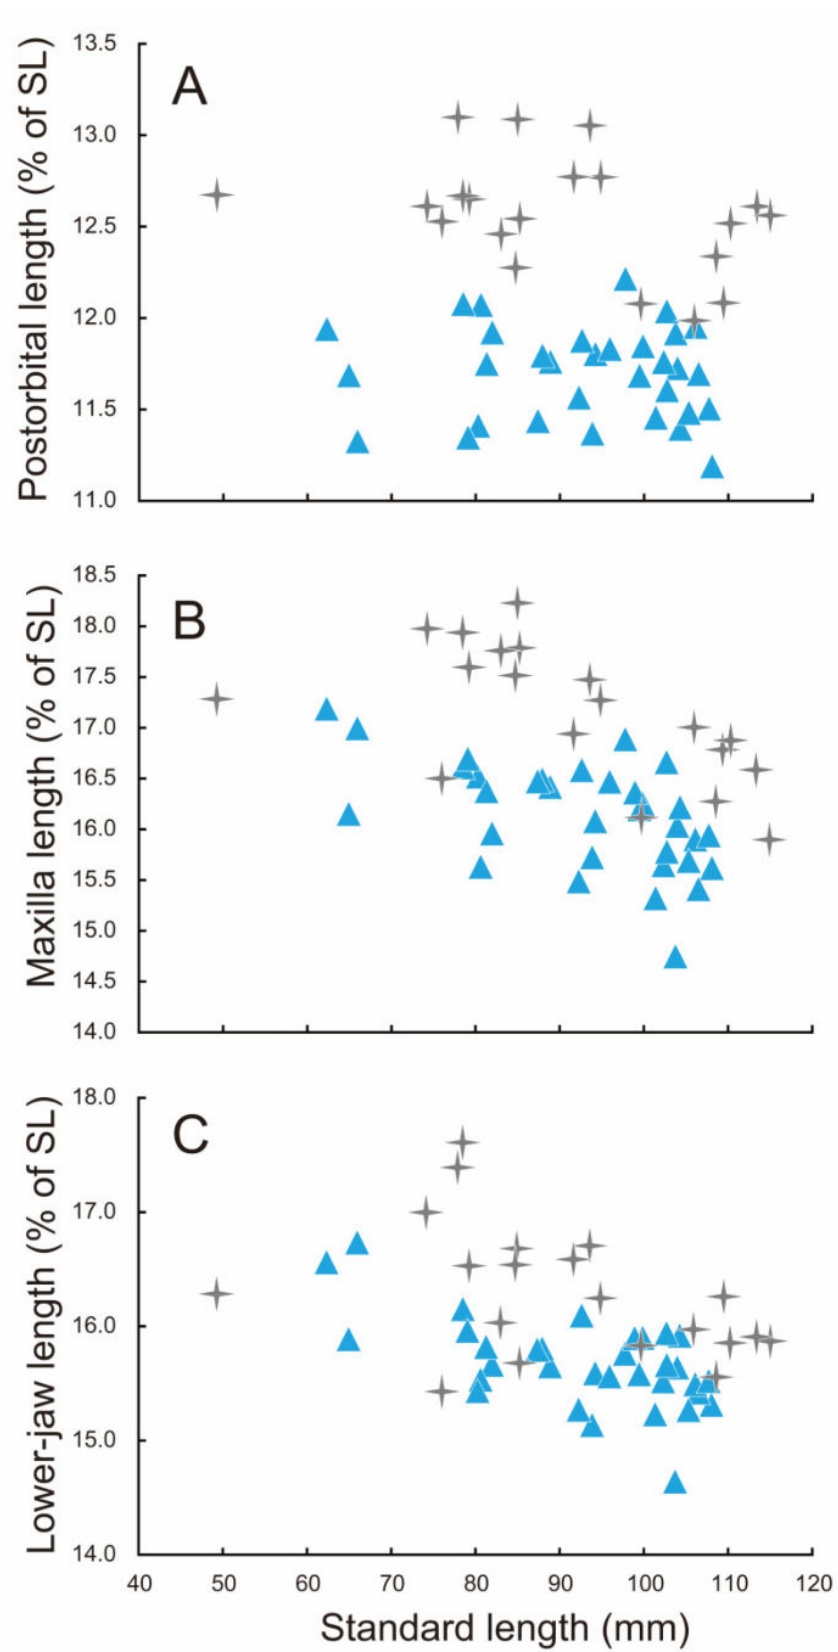 A
Postorbital length (% of SL)
13.5
13.0
12.5
12.0
11.5
11.0
B
Maxilla length (% of SL)
18.5
18.0
17.5
17.0
16.5
16.0
15.5
15.0
14.5
14.0
C
Lower-jaw length (% of SL)
18.0
17.0
16.0
15.0
14.0
40 50 60 70 80 90 100 110 120
Standard length (mm)